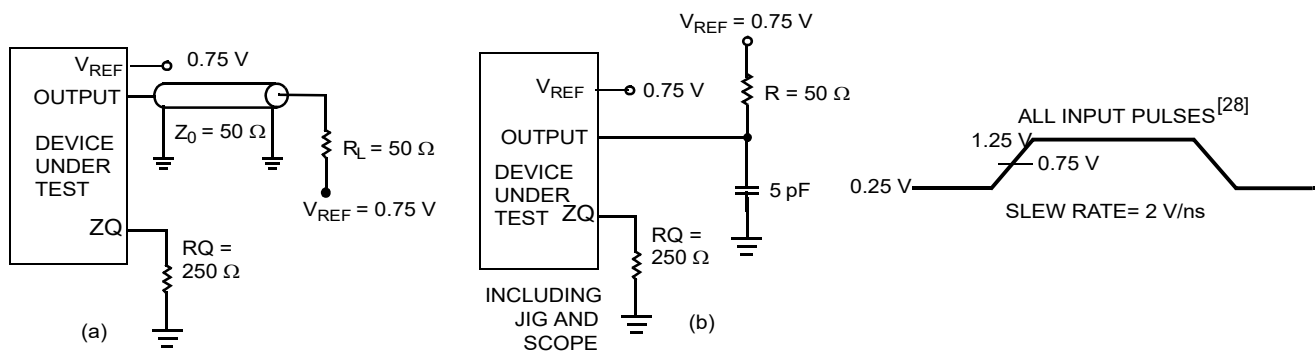 V_REF 0.75 V
OUTPUT
DEVICE
UNDER
TEST
Z_0 = 50 Ω
R_L = 50 Ω
V_REF = 0.75 V
ZQ
RQ =
250 Ω
(a)
V_REF = 0.75 V
R = 50 Ω
V_REF 0.75 V
OUTPUT
DEVICE
UNDER
TEST
ZQ
5 pF
RQ =
250 Ω
INCLUDING
JIG AND
SCOPE
(b)
ALL INPUT PULSES[28]
1.25 V
0.75 V
0.25 V
SLEW RATE= 2 V/ns